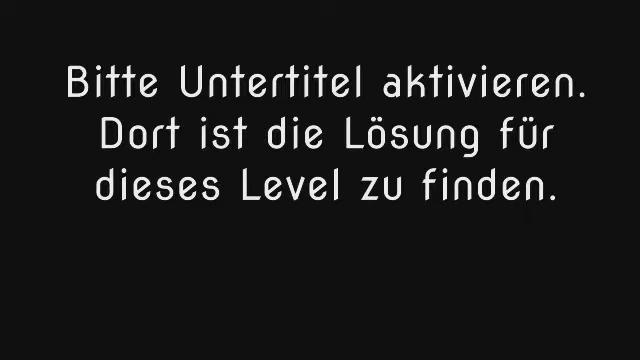 Bitte Untertitel aktivieren.
Dort ist die Lösung für
dieses Level zu finden.